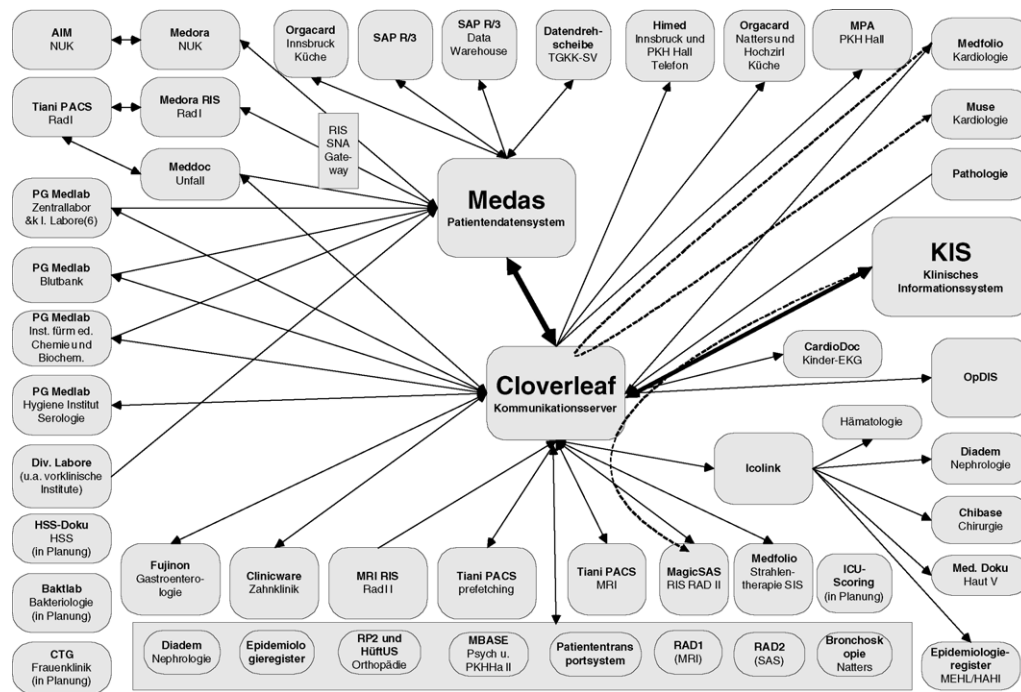 AIM
NUK
Medora
NUK
Orgacard
Innsbruck
Küche
SAP R/3
SAP R/3
Data
Warehouse
Datendreh-
scheibe
TGKK-SV
Himed
Innsbruck und
PKH Hall
Telefon
Orgacard
Natters und
Hochzirl
Küche
MPA
PKH Hall
Medfolio
Kardiologie
Tiani PACS
Rad I
Medora RIS
Rad I
RIS
SNA
Gate-
way
Muse
Kardiologie
Meddoc
Unfall
Medas
Patientendatensystem
Pathologie
PG Medlab
Zentrallabor
&k l. Labore(6)
KIS
Klinisches
Informationssystem
PG Medlab
Blutbank
PG Medlab
Inst. fürm ed.
Chemie und
Biochem.
CardioDoc
Kinder-EKG
Cloverleaf
Kommunikationsserver
OpDIS
PG Medlab
Hygiene Institut
Serologie
Hämatologie
Div. Labore
(u.a. vorklinische
Institute)
Icolink
Diadem
Nephrologie
HSS-Doku
HSS
(in Planung)
Chibase
Chirurgie
Fujinon
Gastroentero-
logie
Clinicware
Zahnklinik
MRI RIS
Rad I I
Tiani PACS
prefetching
Tiani PACS
MRI
MagicSAS
RIS RAD II
Medfolio
Strahlen-
therapie SIS
ICU-
Scoring
(in Planung)
Med. Doku
Haut V
Baktlab
Bakteriologie
(in Planung)
CTG
Frauenklinik
(in Planung)
Diadem
Nephrologie
Epidemiolo
gieregister
RP2 und
HüftUS
Orthopädie
MBASE
Psych u.
PKHHa II
Patiententrans
portsystem
RAD1
(MRI)
RAD2
(SAS)
Bronchosk
opie
Natters
Epidemiologie-
register
MEHL/HAHI